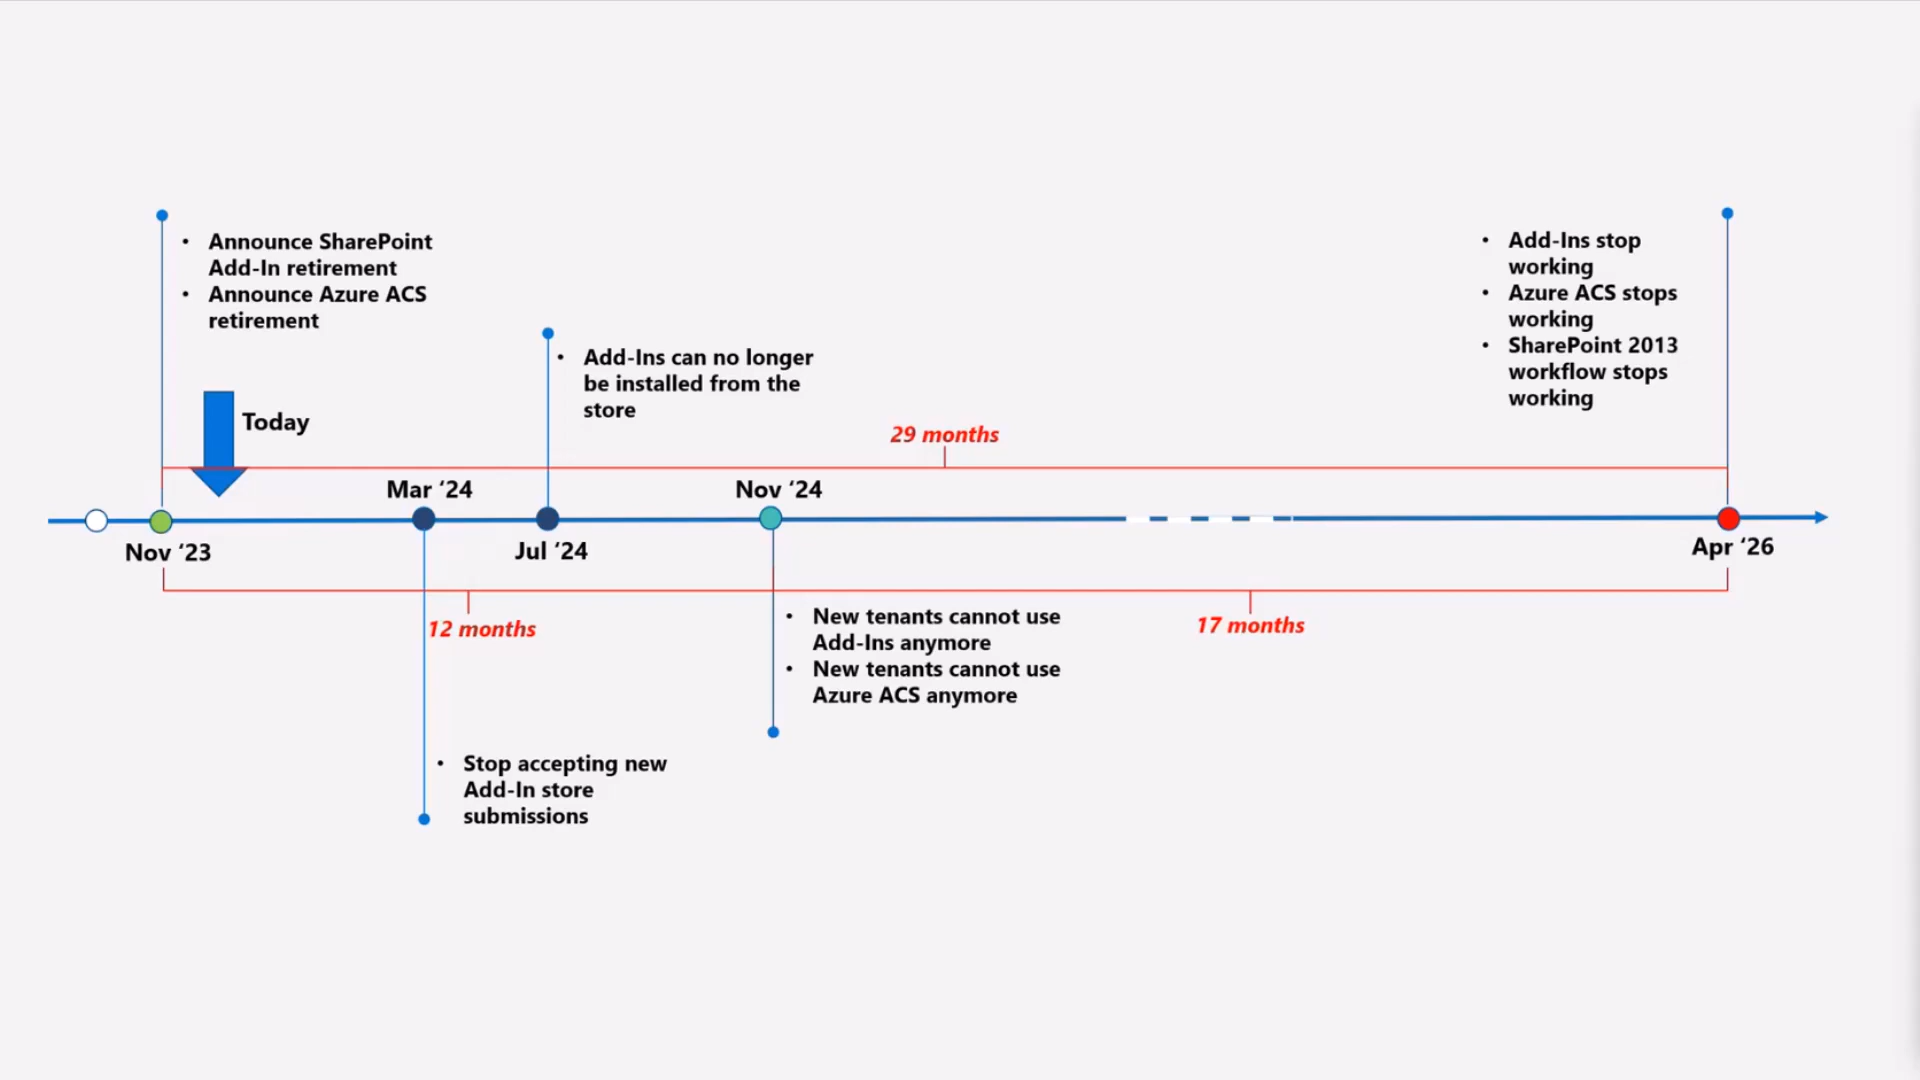 • Announce SharePoint
Add-In retirement
• Announce Azure ACS
retirement
Today
• Add-Ins can no longer
be installed from the
store
• Add-Ins stop
working
• Azure ACS stops
working
• SharePoint 2013
workflow stops
working
29 months
Mar ‘24
Nov ‘24
Nov ‘23
Jul ‘24
Apr ‘26
12 months
17 months
• New tenants cannot use
Add-Ins anymore
• New tenants cannot use
Azure ACS anymore
• Stop accepting new
Add-In store
submissions